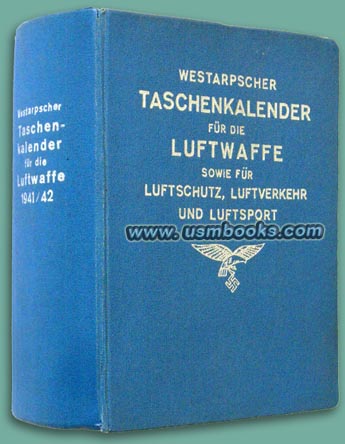 Westarpscher
Taschen-
kalender
für die
Luftwaffe
1941/42
WESTARPSCHER
TASCHENKALENDER
FÜR DIE
LUFTWAFFE
SOWIE FÜR
LUFTSCHUTZ, LUFTVERKEHR
UND LUFTSPORT
www.usmbooks.com